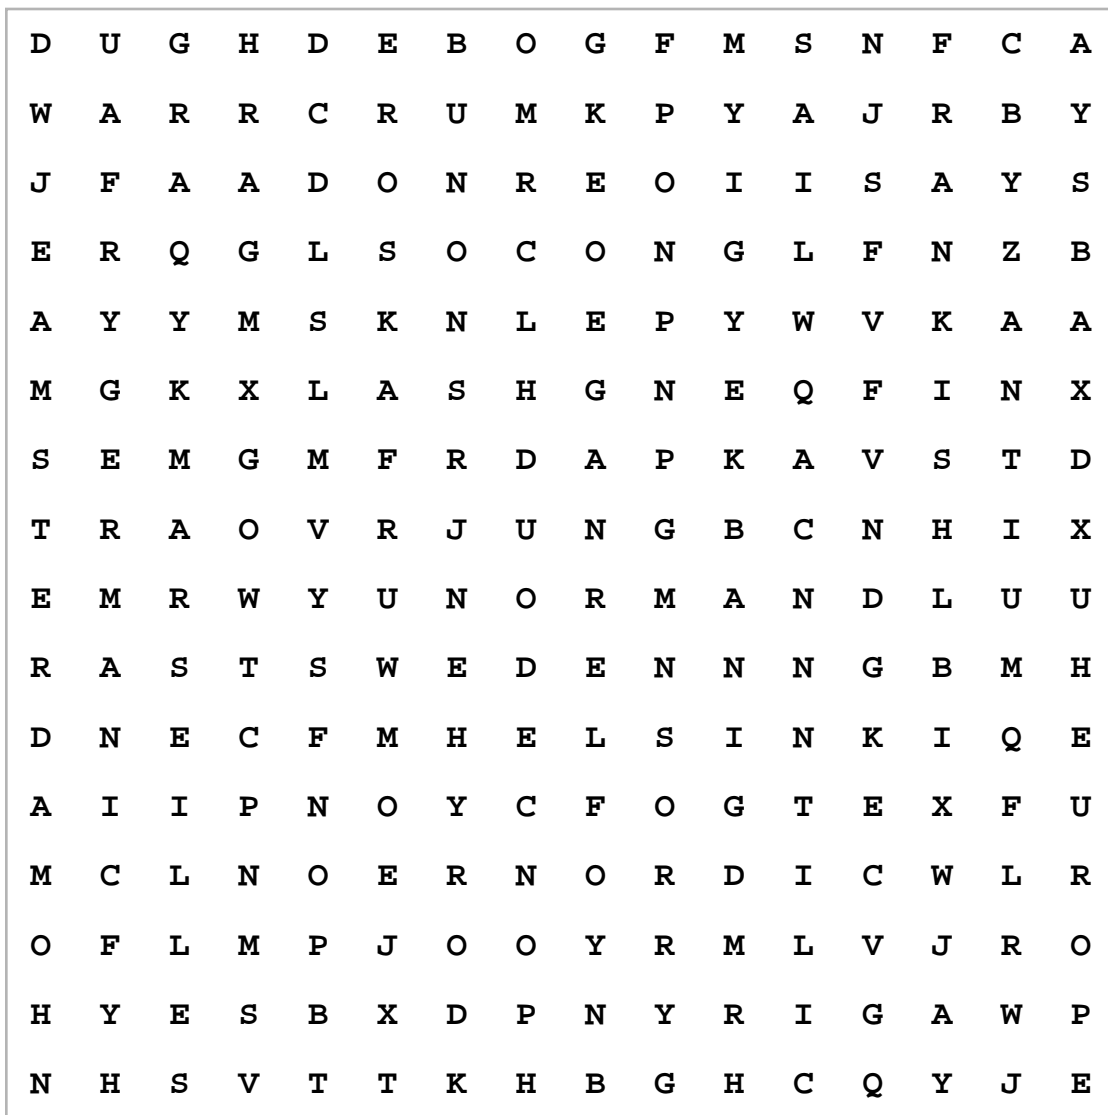 D U G H D E B O G F M S N F C A
W A R R C R U M K P Y A J R B Y
J F A A D O N R E O I I S A Y S
E R Q G L S O C O N G L F N Z B
A Y Y M S K N L E P Y W V K A A
M G K X L A S H G N E Q F I N X
S E M G M F R D A P K A V S T D
T R A O V R J U N G B C N H I X
E M R W Y U N O R M A N D L U U
R A S T S W E D E N N N G B M H
D N E C F M H E L S I N K I Q E
A I I P N O Y C F O G T E X F U
M C L N O E R N O R D I C W L R
O F L M P J O O Y R M L V J R O
H Y E S B X D P N Y R I G A W P
N H S V T T K H B G H C Q Y J E